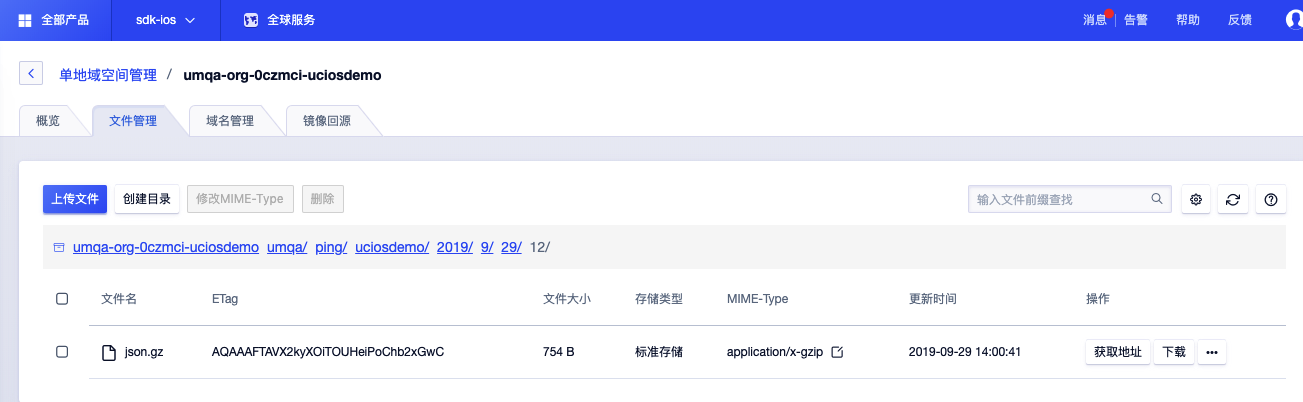 全部产品 sdk-ios 全球服务 消息 告警 帮助 反馈
单地域空间管理 / umqa-org-0czmci-uciosdemo
概览 文件管理 域名管理 镜像回源
上传文件 创建目录 修改MIME-Type 删除 输入文件前缀查找
umqa-org-0czmci-uciosdemo umqa/ ping/ uciosdemo/ 2019/ 9/ 29/ 12/
文件名 ETag 文件大小 存储类型 MIME-Type 更新时间 操作
json.gz AQAAAFTAVX2kyXOiTOUHeiPoChb2xGwC 754 B 标准存储 application/x-gzip 2019-09-29 14:00:41 获取地址 下载 •••